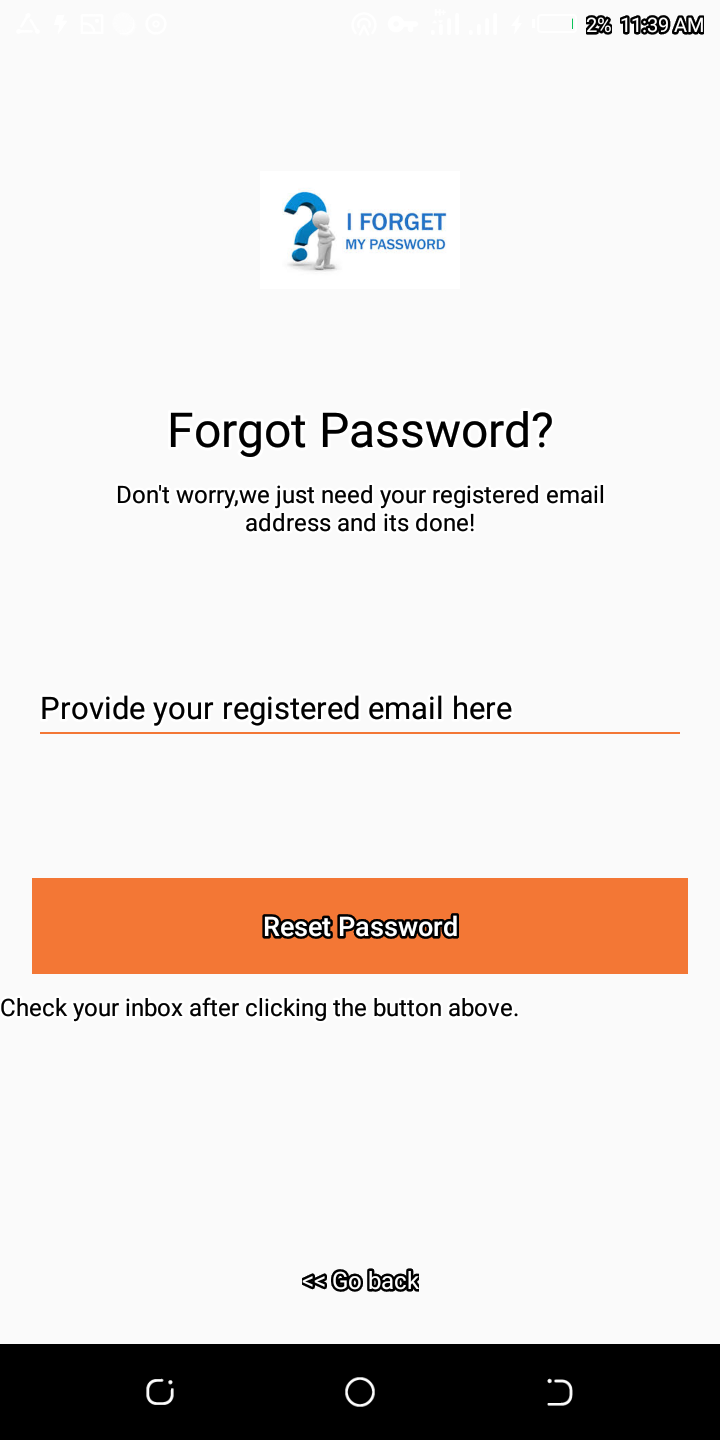 2% 11:39 AM
I FORGET
MY PASSWORD
Forgot Password?
Don't worry,we just need your registered email
address and its done!
Provide your registered email here
Reset Password
Check your inbox after clicking the button above.
<< Go back